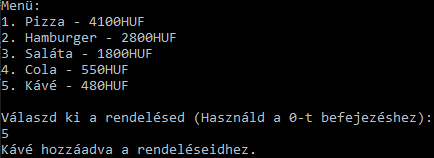 Menü:
1. Pizza - 4100HUF
2. Hamburger - 2800HUF
3. Saláta - 1800HUF
4. Cola - 550HUF
5. Kávé - 480HUF
Válaszd ki a rendelésed (Használd a 0-t befejezéshez):
5
Kávé hozzáadva a rendeléseidhez.